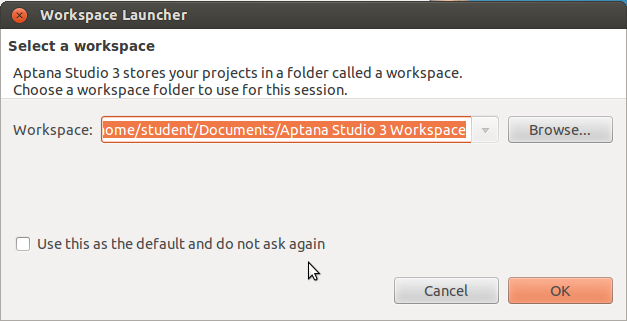 Workspace Launcher
Select a workspace
Aptana Studio 3 stores your projects in a folder called a workspace.
Choose a workspace folder to use for this session.
Workspace: ome/student/Documents/Aptana Studio 3 Workspace Browse...
Use this as the default and do not ask again
Cancel OK